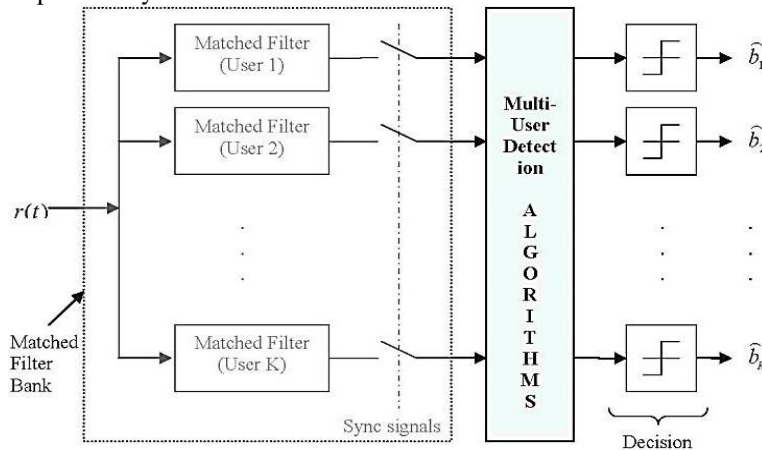 Matched Filter
(User 1)
Matched Filter
(User 2)
r(t)
Matched
Filter
Bank
Matched Filter
(User K)
Sync signals
Multi-
User
Detect
ion
A
L
G
O
R
I
T
H
M
S
b̂₁
b̂
b̂
Decision